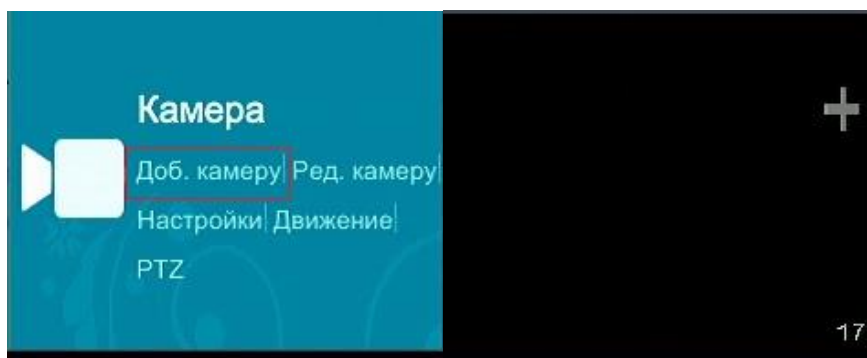 Камера
Доб. камеру| Ред. камеру|
Настройки| Движение|
PTZ
17